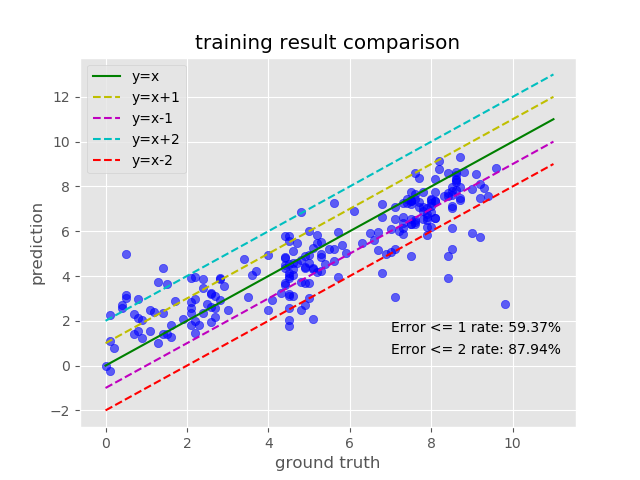 training result comparison
y=x
y=x+1
y=x-1
y=x+2
y=x-2
12
10
8
6
4
2
0
−2
prediction
Error <= 1 rate: 59.37%
Error <= 2 rate: 87.94%
0 2 4 6 8 10
ground truth